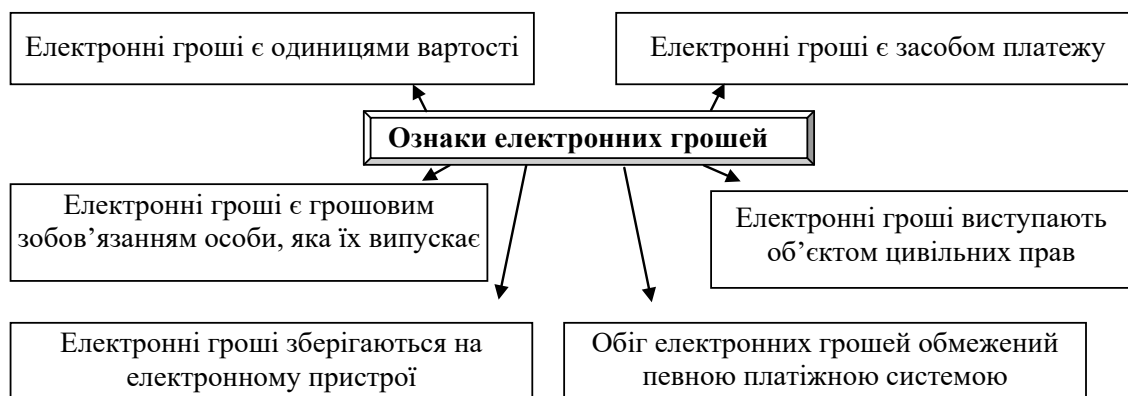 Електронні гроші є одиницями вартості
Електронні гроші є засобом платежу
Ознаки електронних грошей
Електронні гроші є грошовим
зобов’язанням особи, яка їх випускає
Електронні гроші виступають
об’єктом цивільних прав
Електронні гроші зберігаються на
електронному пристрої
Обіг електронних грошей обмежений
певною платіжною системою